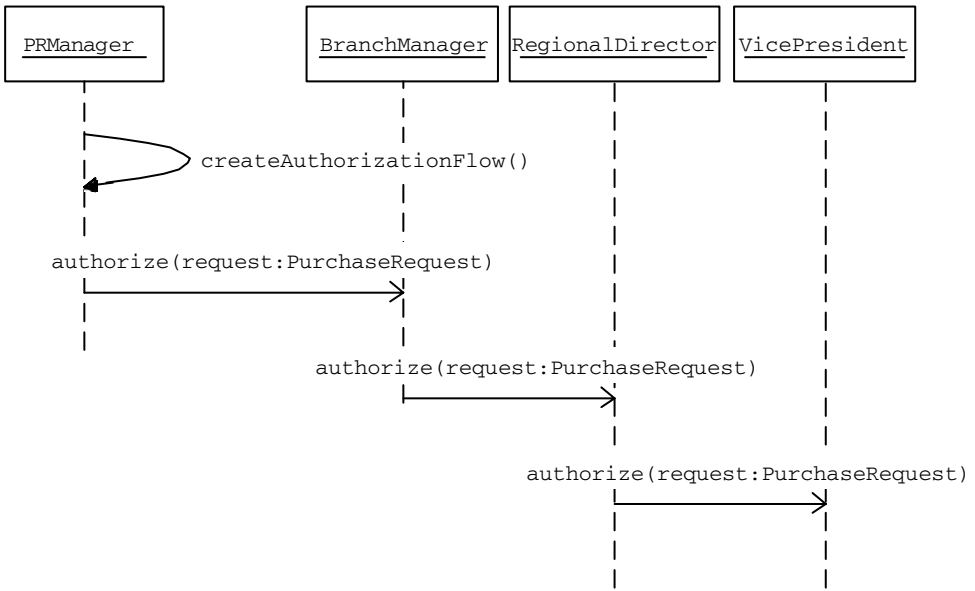 PRManager
BranchManager
RegionalDirector
VicePresident
createAuthorizationFlow()
authorize(request:PurchaseRequest)
authorize(request:PurchaseRequest)
authorize(request:PurchaseRequest)